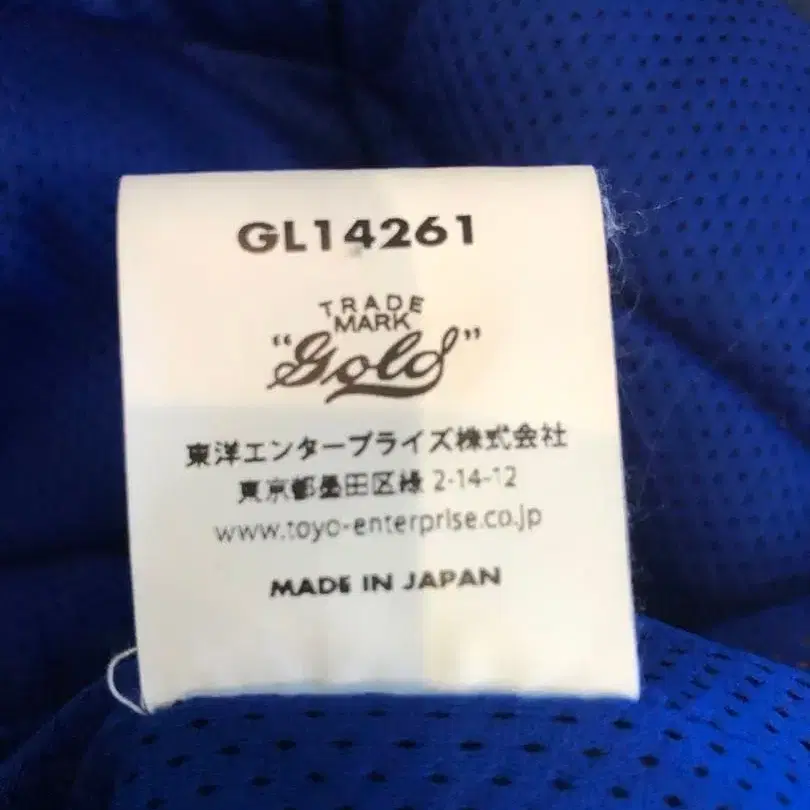 GL14261
TRADE
MARK
"Gold"
東洋エンタープライズ株式会社
東京都墨田区緑 2-14-12
www.toyo-enterprise.co.jp
MADE IN JAPAN